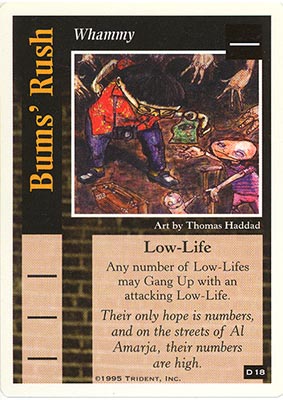 Bums' Rush
Whammy
Art by Thomas Haddad
Low-Life
Any number of Low-Lifes
may Gang Up with an
attacking Low-Life.
Their only hope is numbers,
and on the streets of Al
Amarja, their numbers
are high.
©1995 TRIDENT, INC.
D 18